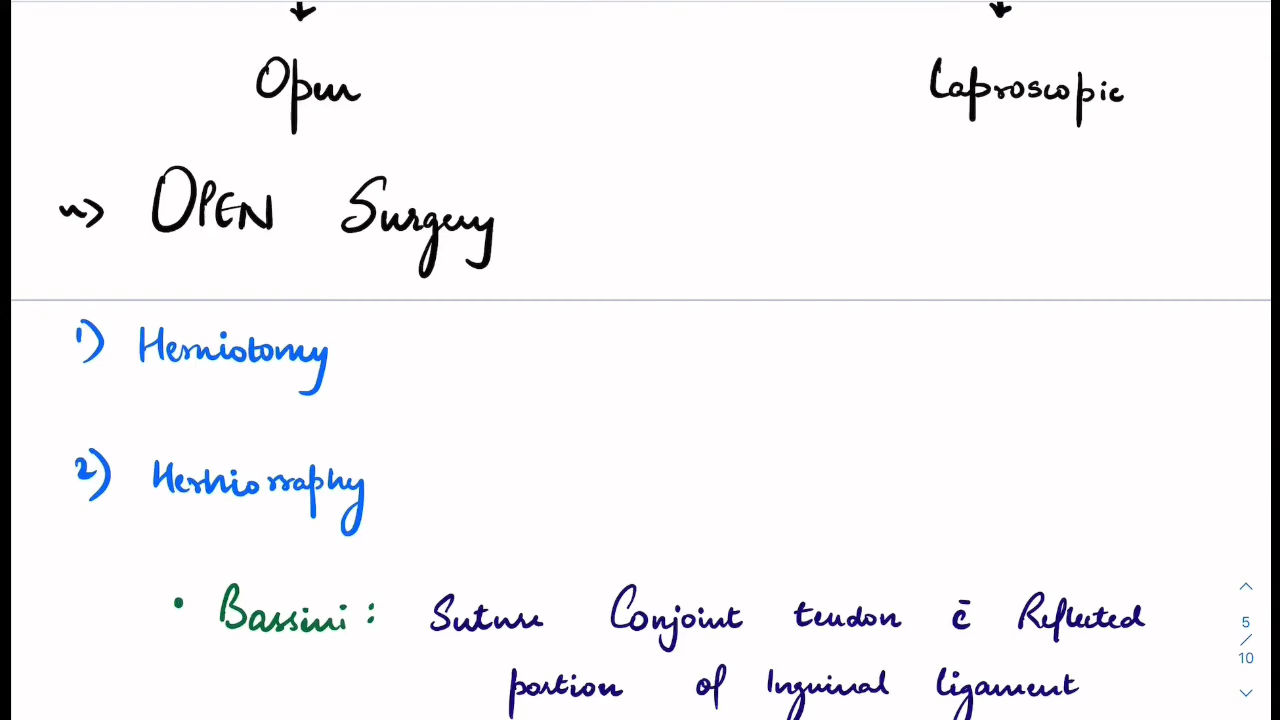 Open Laproscopic
~> OPEN Surgery
1) Herniotomy
2) Herniorraphy
• Bassini : Suture Conjoint tendon c̄ Reflected
portion of Inguinal ligament
5
/
10